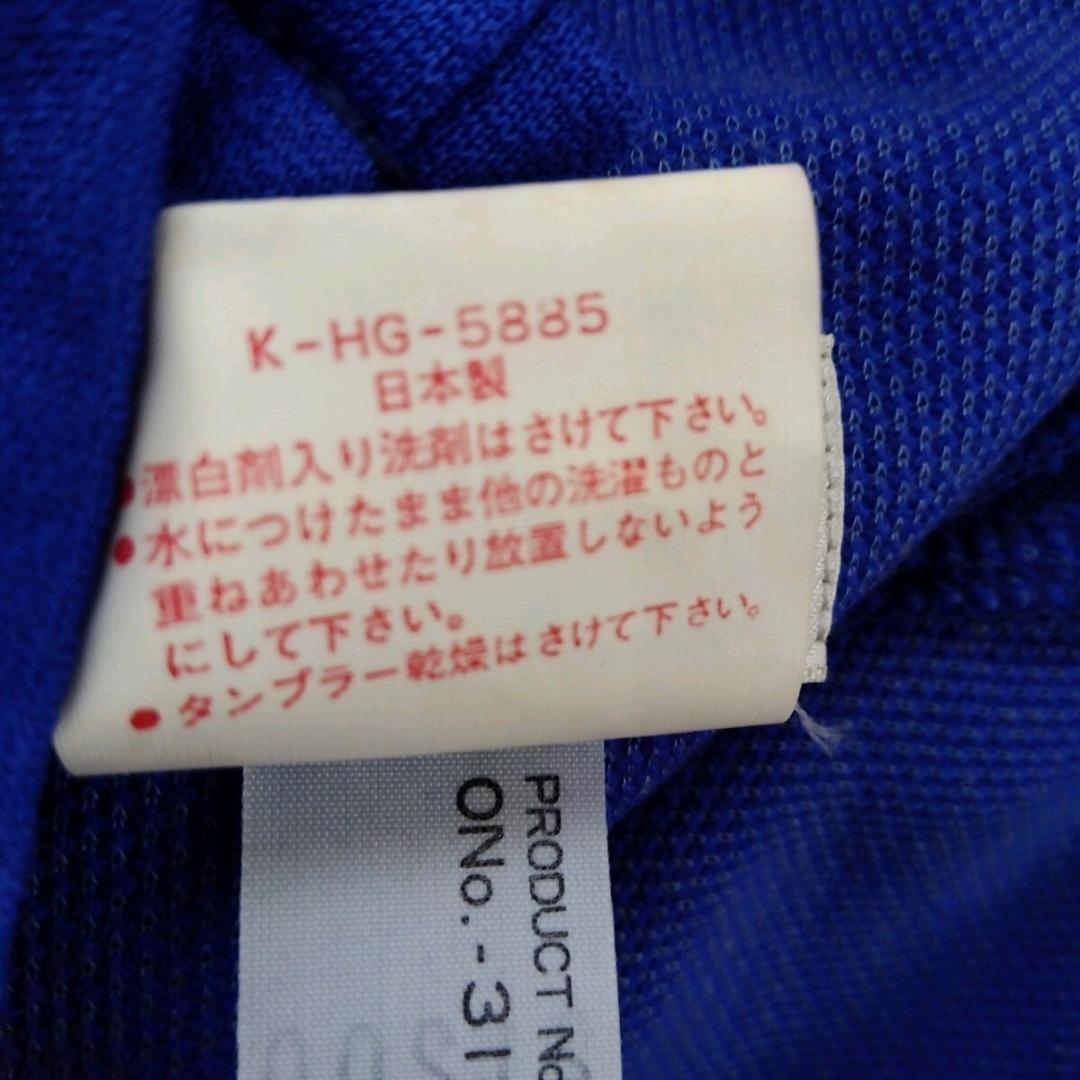 K-HG-5885
日本製
●漂白剤入り洗剤はさけて下さい。
●水につけたまま他の洗濯ものと
重ねあわせたり放置しないよう
にして下さい。
●タンブラー乾燥はさけて下さい。
PRODUCT No
ONo.-31